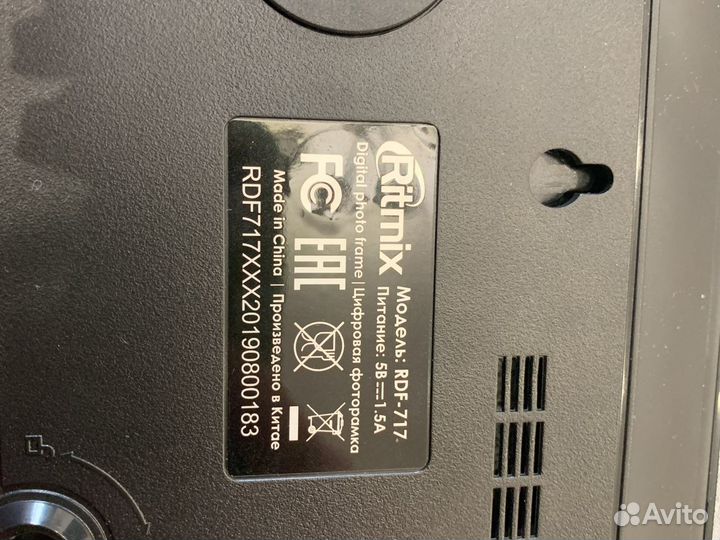 Ritmix
Модель: RDF-717
Питание: 5В 1.5А
Digital photo frame | Цифровая фоторамка
FC EAC
Made in China | Произведено в Китае
RDF717XXX20190800183
Avito